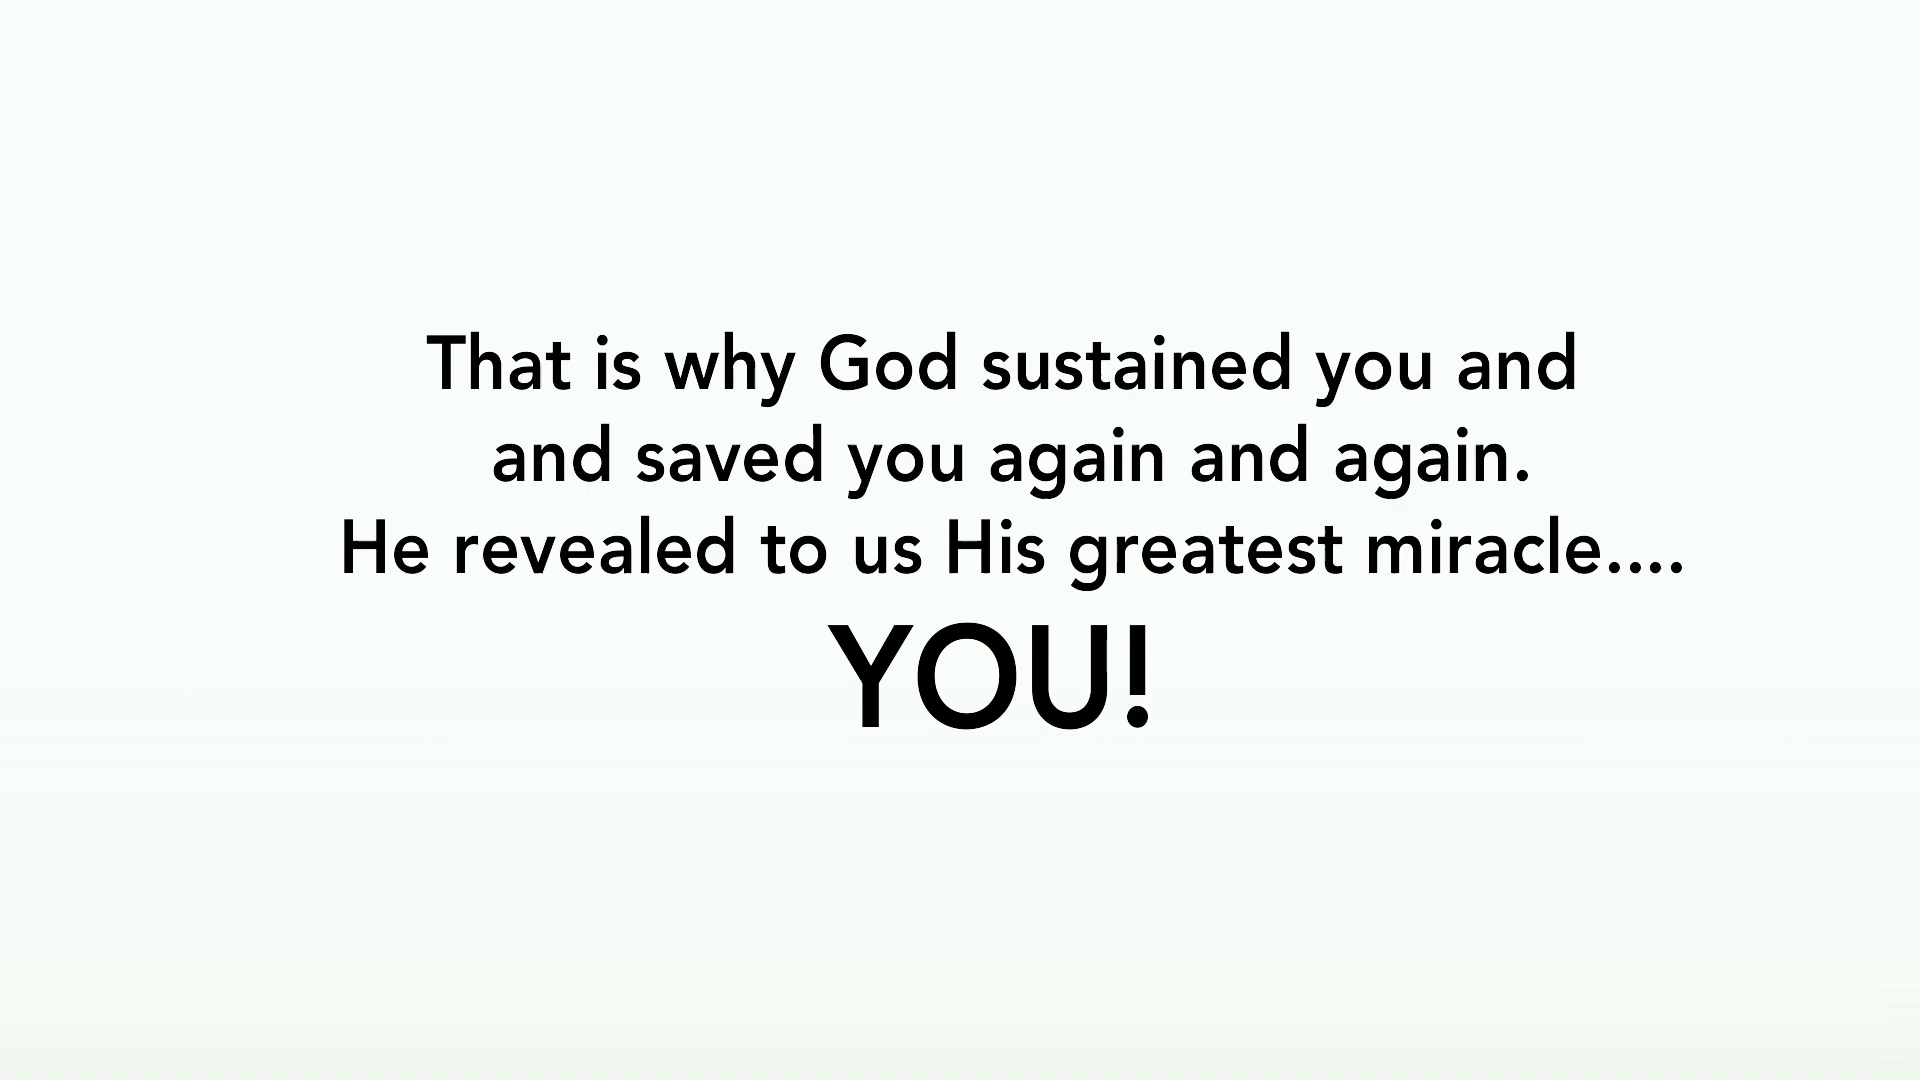 That is why God sustained you and
and saved you again and again.
He revealed to us His greatest miracle....
YOU!